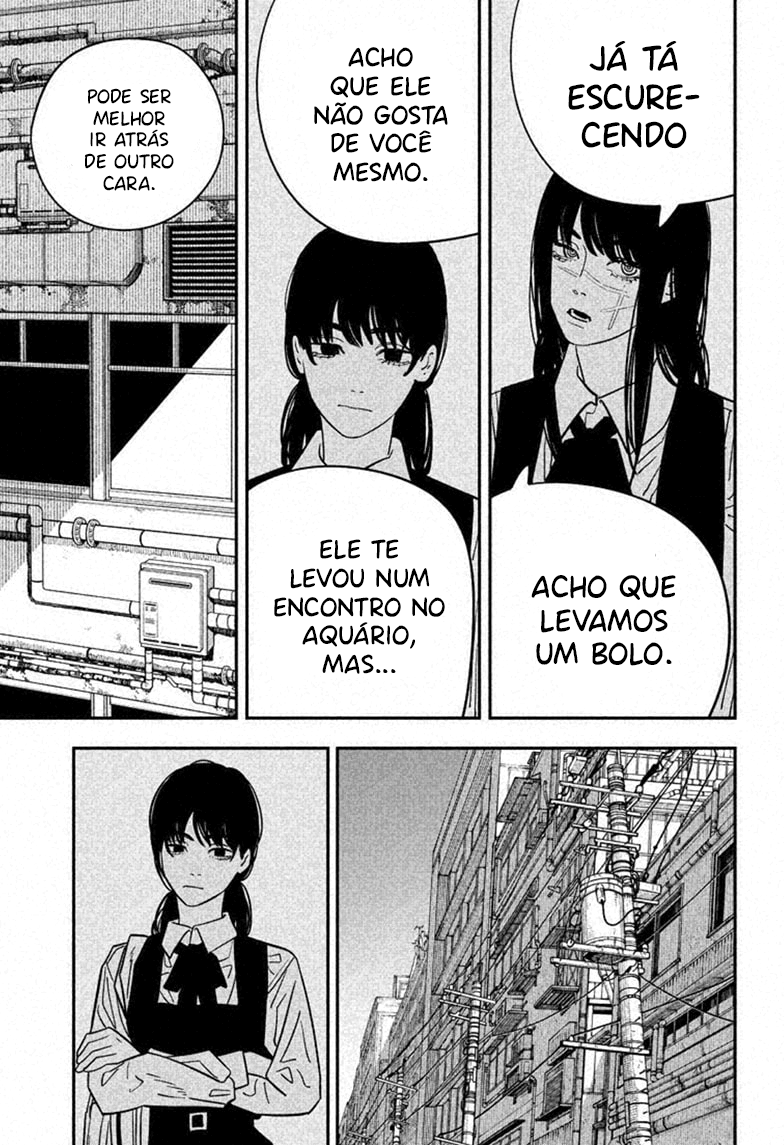 JÁ TÁ
ESCURE-
CENDO
ACHO QUE
LEVAMOS
UM BOLO.
ACHO
QUE ELE
NÃO GOSTA
DE VOCÊ
MESMO.
ELE TE
LEVOU NUM
ENCONTRO NO
AQUÁRIO,
MAS...
PODE SER
MELHOR
IR ATRÁS
DE OUTRO
CARA.